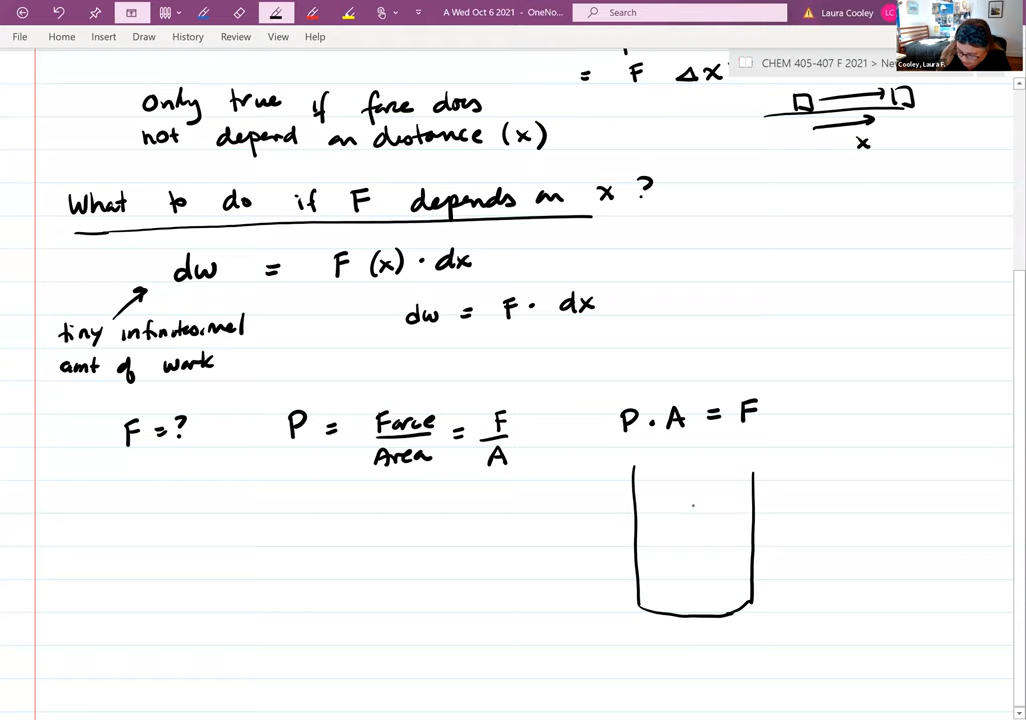 A Wed Oct 6 2021 - OneNo...
Search
Laura Cooley
LC
File Home Insert Draw History Review View Help
Cooley, Laura F.
CHEM 405-407 F 2021 >
= F Δx
Only true if force does
not depend on distance (x)
x
What to do if F depends on x ?
dw = F (x) · dx
dw = F · dx
tiny infinitesimal
amt of work
F = ? P = Force/Area = F/A P . A = F